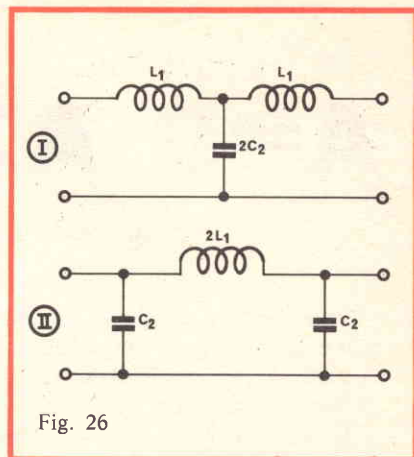 L₁ L₁
I
2C₂
2L₁
II
C₂ C₂
Fig. 26